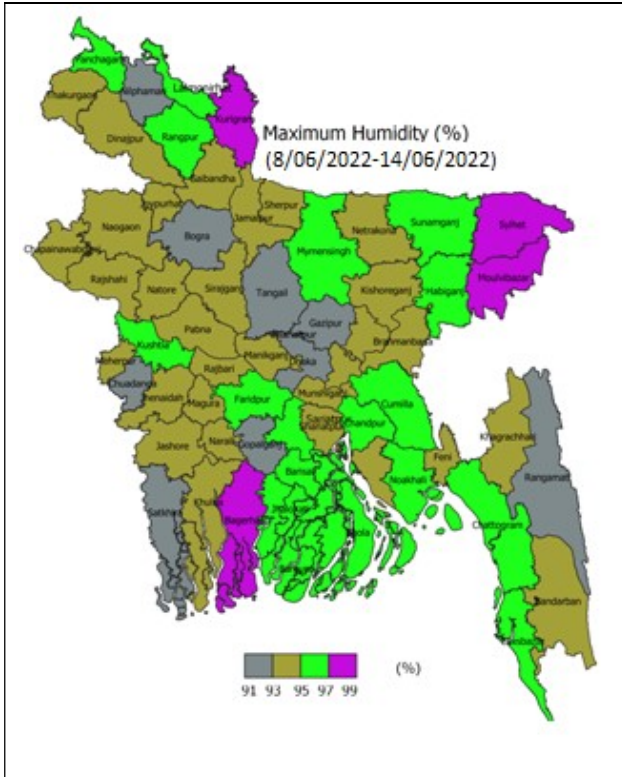 Panchagarh
Nilphamari
Lalmonirhat
Thakurgaon
Kurigram
Dinajpur
Rangpur
Maximum Humidity (%)
(8/06/2022-14/06/2022)
Gaibandha
Joypurhat
Sherpur
Jamalpur
Naogaon
Bogra
Mymensingh
Netrakona
Sunamganj
Sylhet
Chapainawabganj
Rajshahi
Natore
Sirajganj
Tangail
Kishoreganj
Habiganj
Moulvibazar
Gazipur
Pabna
Kushtia
Manikganj
Dhaka
Brahmanbaria
Meherpur
Rajbari
Chuadanga
Jhenaidah
Magura
Faridpur
Munshiganj
Cumilla
Shariatpur
Chandpur
Khagrachhari
Jashore
Narail
Gopalganj
Feni
Rangamati
Barisal
Noakhali
Satkhira
Khulna
Bagerhat
Jhalokati
Bhola
Chattogram
Bandarban
91 93 95 97 99
(%)